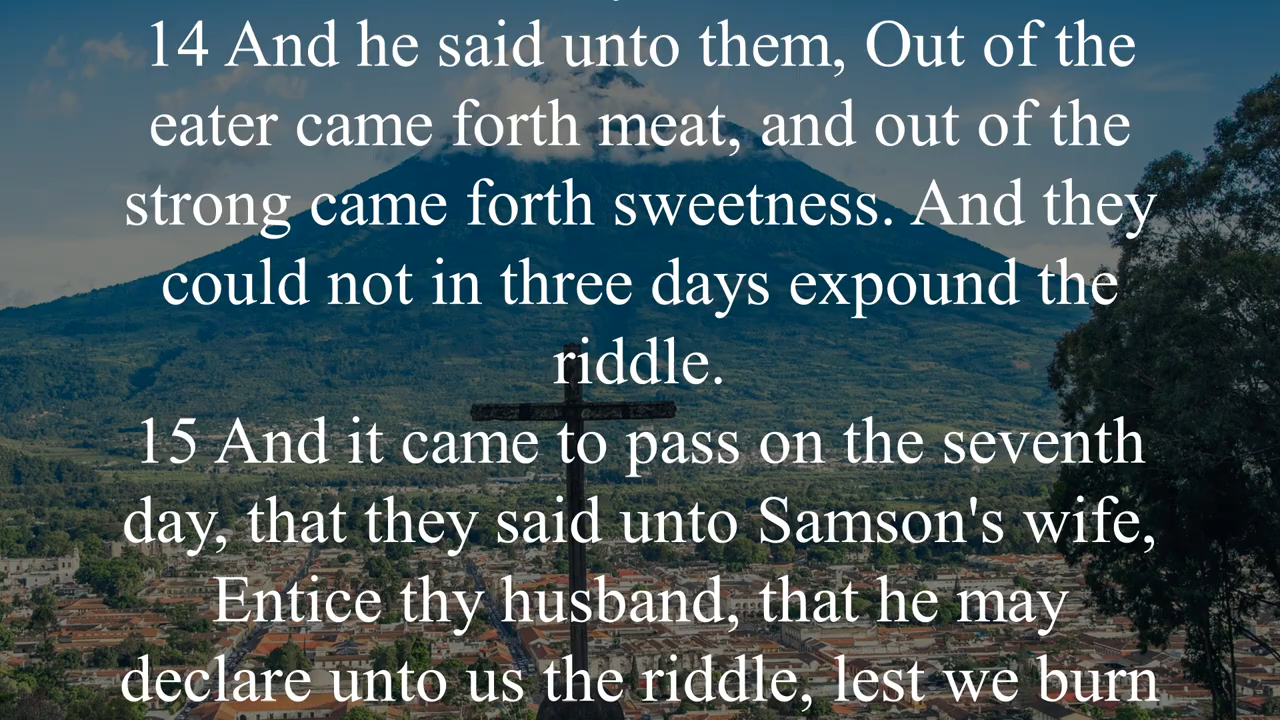 14 And he said unto them, Out of the
eater came forth meat, and out of the
strong came forth sweetness. And they
could not in three days expound the
riddle.
15 And it came to pass on the seventh
day, that they said unto Samson's wife,
Entice thy husband, that he may
declare unto us the riddle, lest we burn